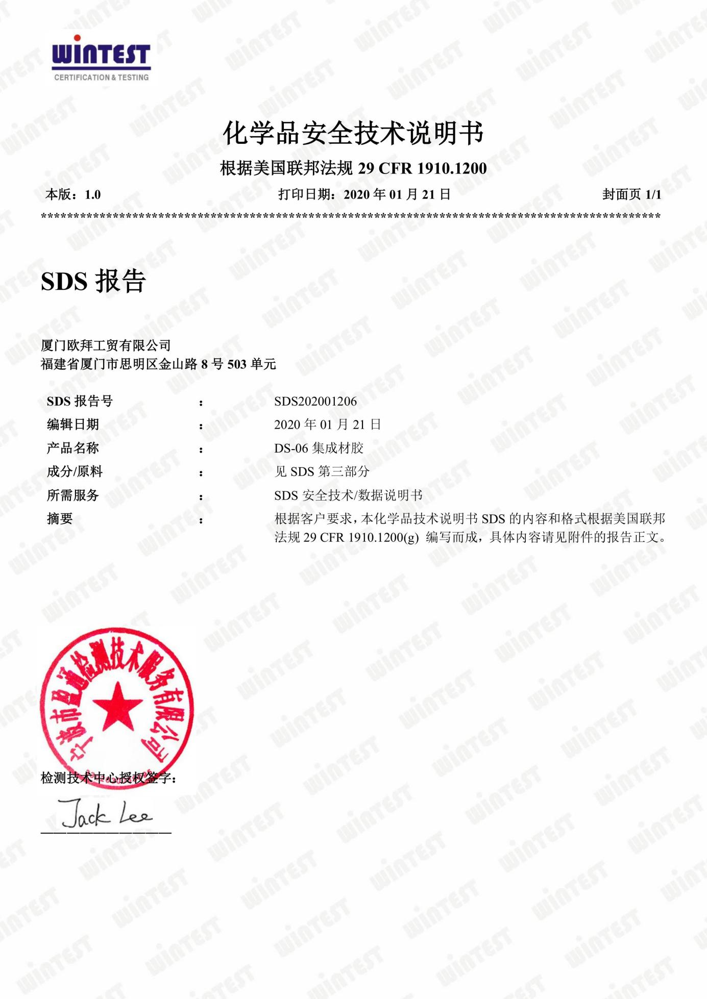 WiNTEST
CERTIFICATION & TESTING
化学品安全技术说明书
根据美国联邦法规 29 CFR 1910.1200
本版：1.0 打印日期：2020 年 01 月 21 日 封面页 1/1
***********************************************************************************************
SDS 报告
厦门欧拜工贸有限公司
福建省厦门市思明区金山路 8 号 503 单元
SDS 报告号 ： SDS202001206
编辑日期 ： 2020 年 01 月 21 日
产品名称 ： DS-06 集成材胶
成分/原料 ： 见 SDS 第三部分
所需服务 ： SDS 安全技术/数据说明书
摘要 ： 根据客户要求，本化学品技术说明书 SDS 的内容和格式根据美国联邦
法规 29 CFR 1910.1200(g) 编写而成，具体内容请见附件的报告正文。
宁波市邑通检测技术服务有限公司
检测技术中心授权签字：
Jack Lee